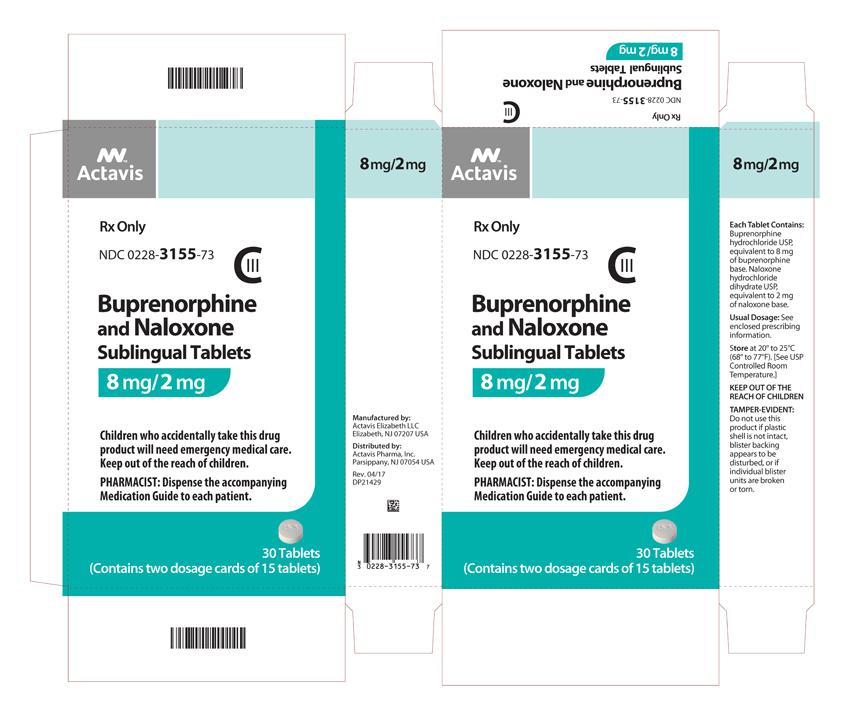 Actavis
Rx Only
NDC 0228-3155-73
CIII
Buprenorphine
and Naloxone
Sublingual Tablets
8 mg/2 mg
Children who accidentally take this drug
product will need emergency medical care.
Keep out of the reach of children.
PHARMACIST: Dispense the accompanying
Medication Guide to each patient.
30 Tablets
(Contains two dosage cards of 15 tablets)
8 mg/2 mg
Manufactured by:
Actavis Elizabeth LLC
Elizabeth, NJ 07207 USA
Distributed by:
Actavis Pharma, Inc.
Parsippany, NJ 07054 USA
Rev. 04/17
DP21429
N
3 0228-3155-73 7
Rx Only
CIII
NDC 0228-3155-73
Buprenorphine and Naloxone
Sublingual Tablets
8 mg/2 mg
Actavis
Rx Only
NDC 0228-3155-73
CIII
Buprenorphine
and Naloxone
Sublingual Tablets
8 mg/2 mg
Children who accidentally take this drug
product will need emergency medical care.
Keep out of the reach of children.
PHARMACIST: Dispense the accompanying
Medication Guide to each patient.
30 Tablets
(Contains two dosage cards of 15 tablets)
8 mg/2 mg
Each Tablet Contains:
Buprenorphine
hydrochloride USP,
equivalent to 8 mg
of buprenorphine
base. Naloxone
hydrochloride
dihydrate USP,
equivalent to 2 mg
of naloxone base.
Usual Dosage: See
enclosed prescribing
information.
Store at 20° to 25°C
(68° to 77°F). [See USP
Controlled Room
Temperature.]
KEEP OUT OF THE
REACH OF CHILDREN
TAMPER-EVIDENT:
Do not use this
product if plastic
shell is not intact,
blister backing
appears to be
disturbed, or if
individual blister
units are broken
or torn.